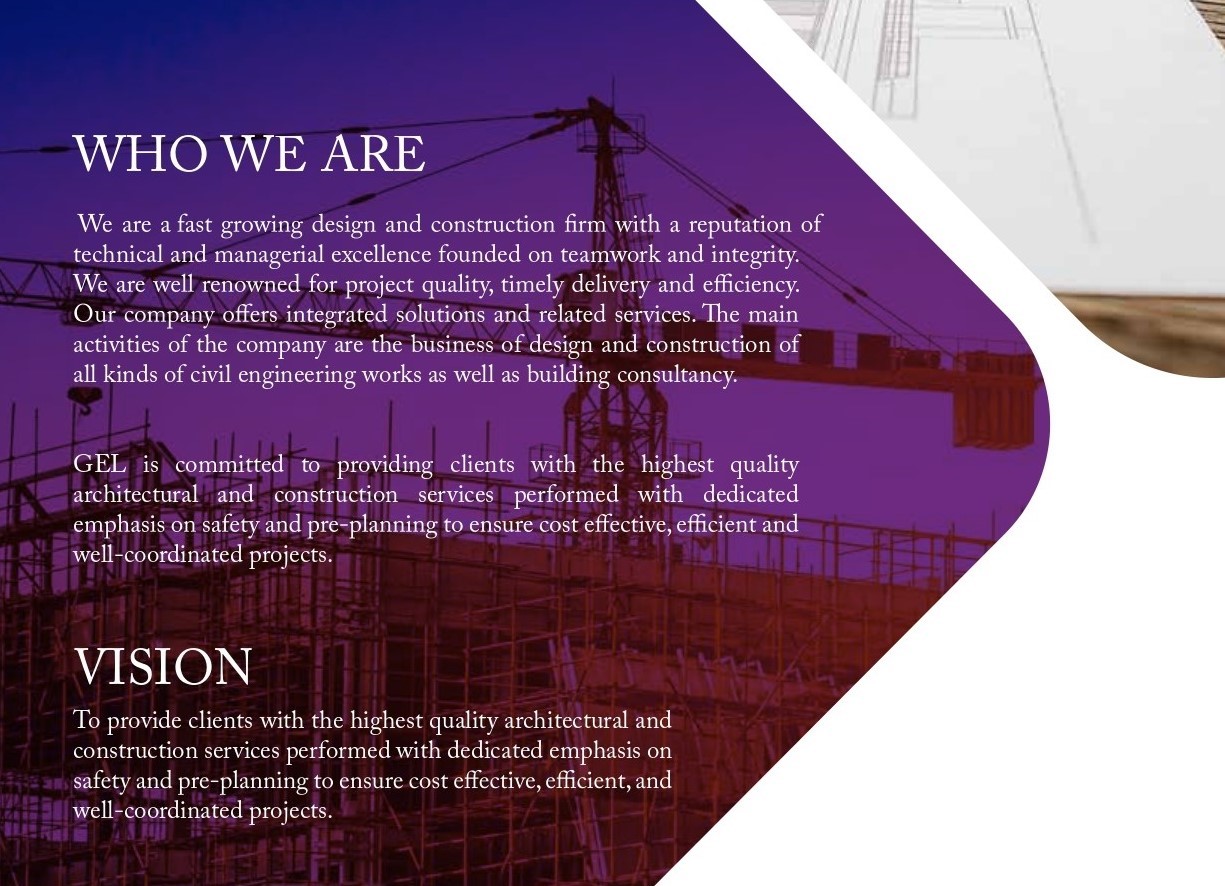 WHO WE ARE
We are a fast growing design and construction firm with a reputation of
technical and managerial excellence founded on teamwork and integrity.
We are well renowned for project quality, timely delivery and efficiency.
Our company offers integrated solutions and related services. The main
activities of the company are the business of design and construction of
all kinds of civil engineering works as well as building consultancy.
GEL is committed to providing clients with the highest quality
architectural and construction services performed with dedicated
emphasis on safety and pre-planning to ensure cost effective, efficient and
well-coordinated projects.
VISION
To provide clients with the highest quality architectural and
construction services performed with dedicated emphasis on
safety and pre-planning to ensure cost effective, efficient, and
well-coordinated projects.